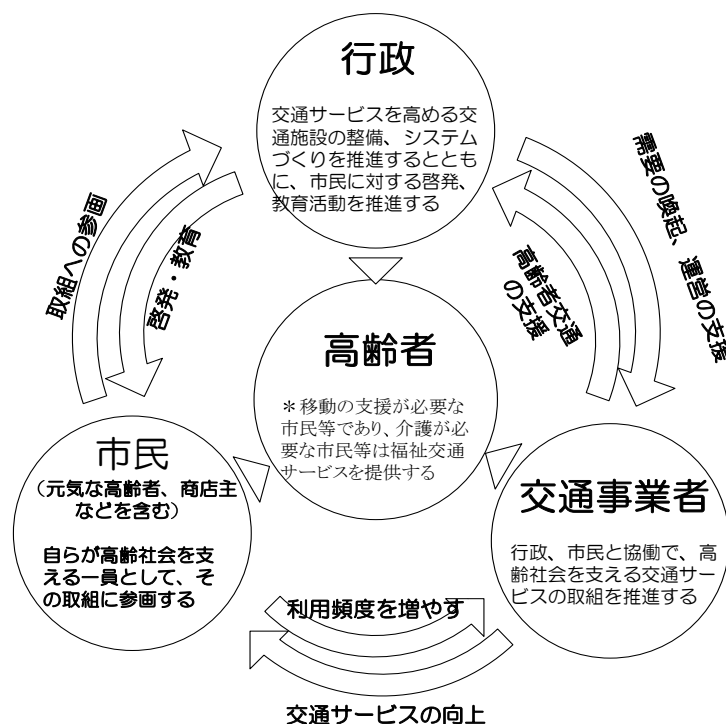 行政
交通サービスを高める交
通施設の整備、システム
づくりを推進するととも
に、市民に対する啓発、
教育活動を推進する
取組への参画
啓発・教育
高齢者交通
の支援
需要の喚起、運営の支援
高齢者
＊移動の支援が必要な
市民等であり、介護が必
要な市民等は福祉交通
サービスを提供する
市民
（元気な高齢者、商店主
などを含む）
自らが高齢社会を支
える一員として、そ
の取組に参画する
交通事業者
行政、市民と協働で、高
齢社会を支える交通サー
ビスの取組を推進する
利用頻度を増やす
交通サービスの向上